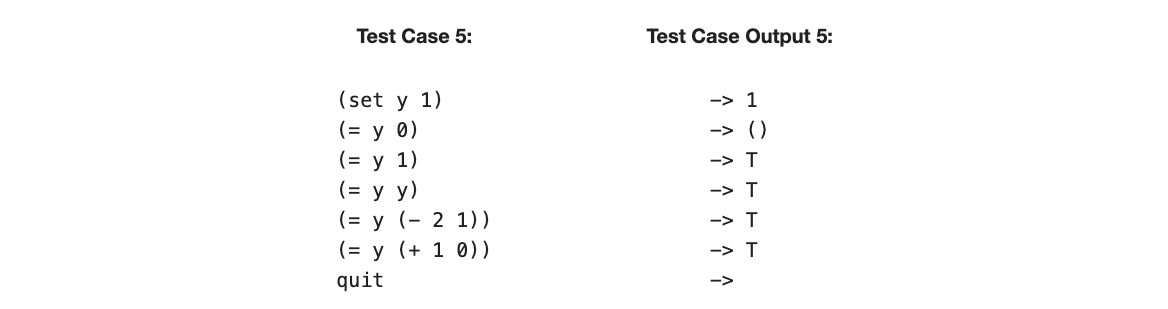 Test Case 5: Test Case Output 5:
(set y 1) -> 1
(= y 0) -> ()
(= y 1) -> T
(= y y) -> T
(= y (- 2 1)) -> T
(= y (+ 1 0)) -> T
quit ->